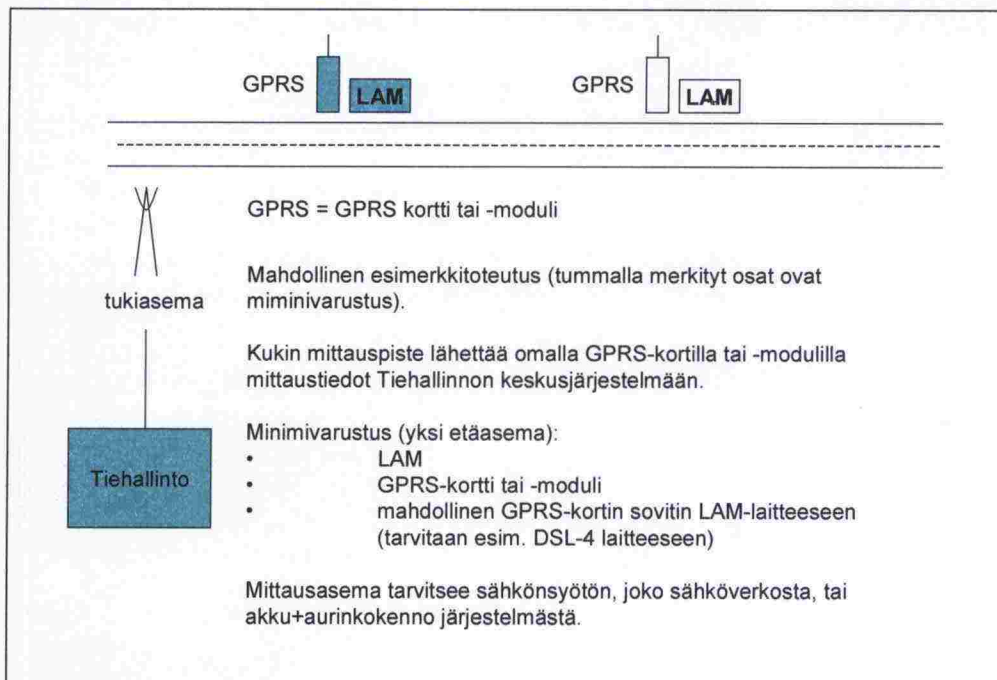 GPRS LAM GPRS LAM
GPRS = GPRS kortti tai -moduli
Mahdollinen esimerkkitoteutus (tummalla merkityt osat ovat
miminivarustus).
tukiasema
Kukin mittauspiste lähettää omalla GPRS-kortilla tai -modulilla
mittaustiedot Tiehallinnon keskusjärjestelmään.
Tiehallinto
Minimivarustus (yksi etäasema):
• LAM
• GPRS-kortti tai -moduli
• mahdollinen GPRS-kortin sovitin LAM-laitteeseen
(tarvitaan esim. DSL-4 laitteeseen)
Mittausasema tarvitsee sähkönsyötön, joko sähköverkosta, tai
akku+aurinkokenno järjestelmästä.